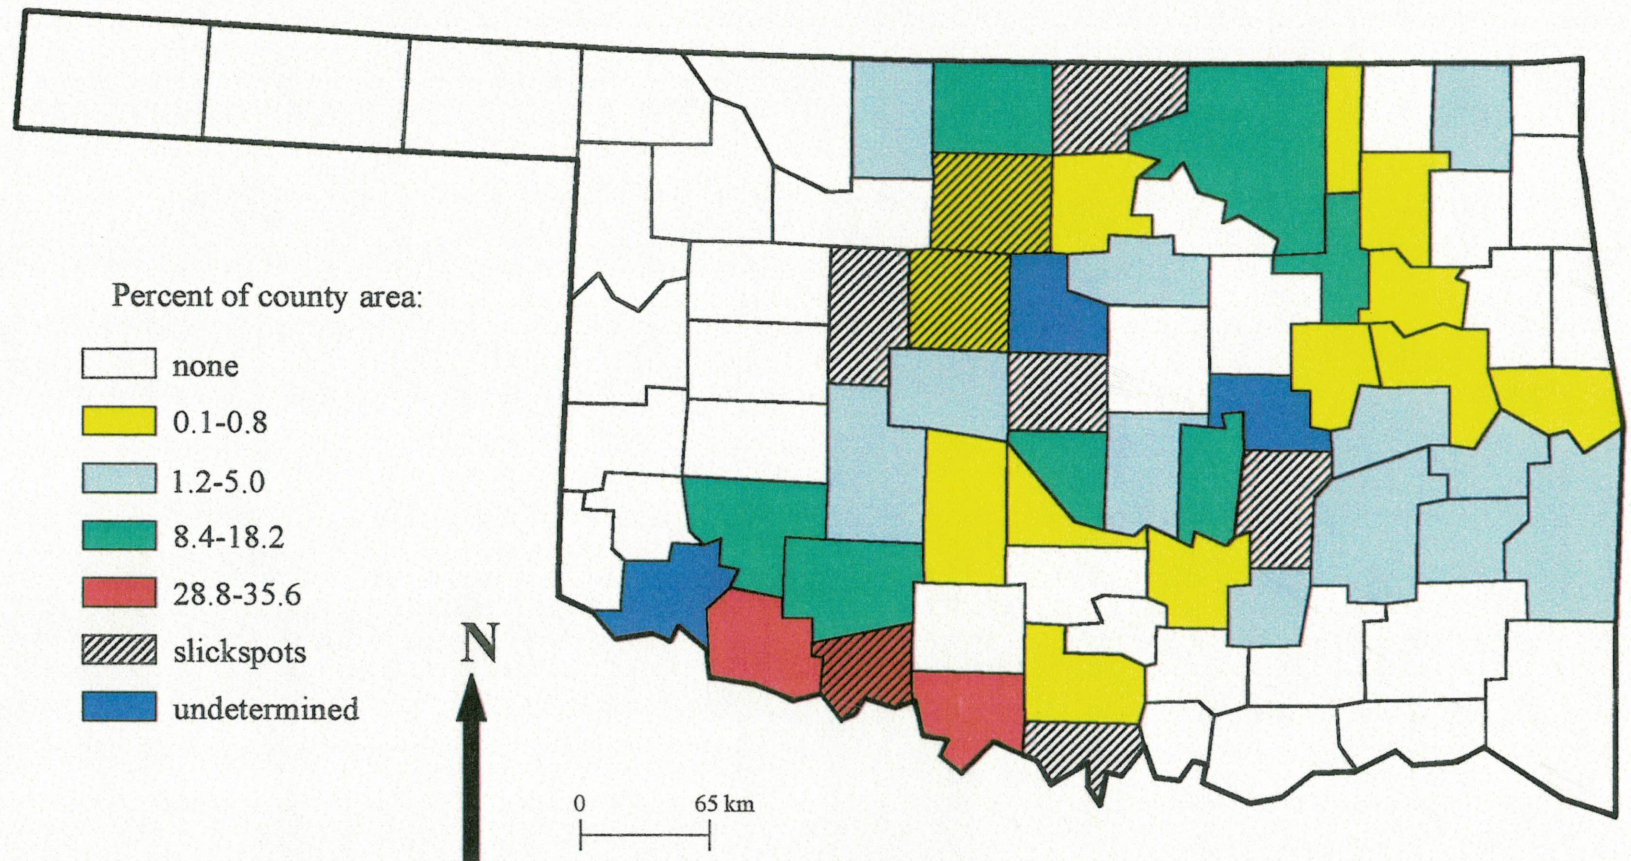 Percent of county area:
none
0.1-0.8
1.2-5.0
8.4-18.2
28.8-35.6
slickspots
undetermined
N
0 65 km